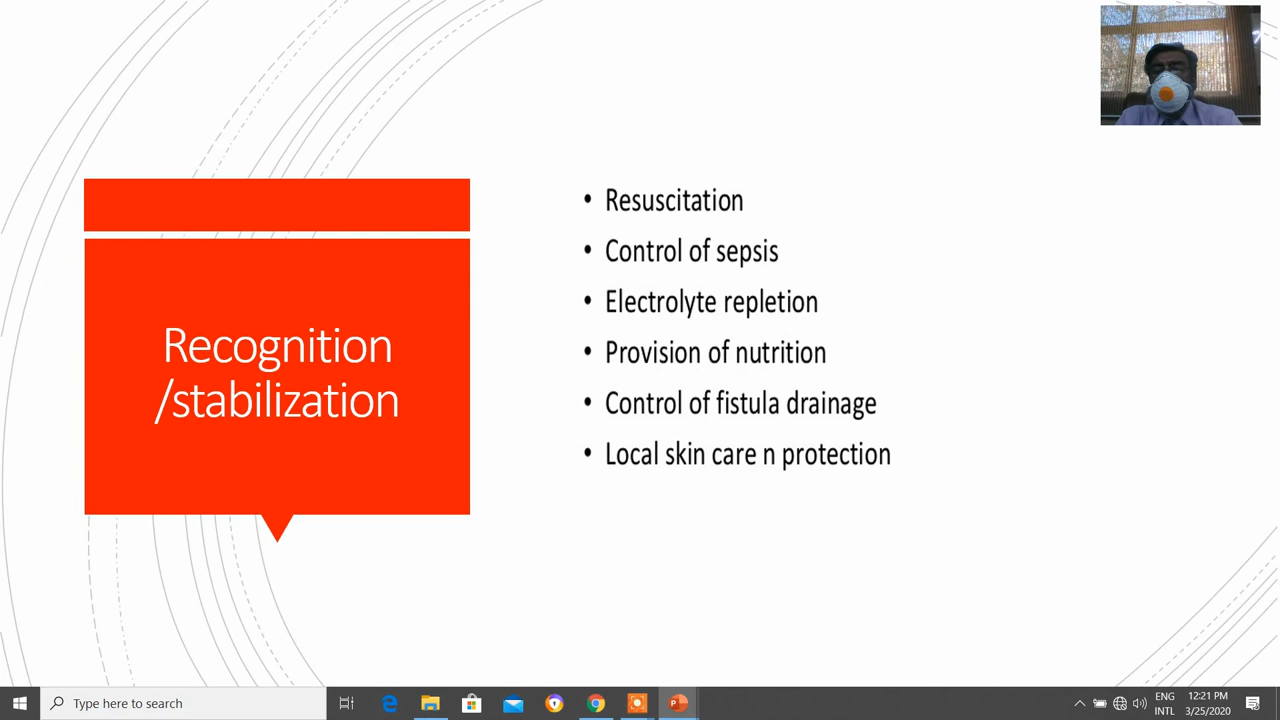 Recognition
/stabilization
• Resuscitation
• Control of sepsis
• Electrolyte repletion
• Provision of nutrition
• Control of fistula drainage
• Local skin care n protection
Type here to search
ENG
INTL
12:21 PM
3/25/2020